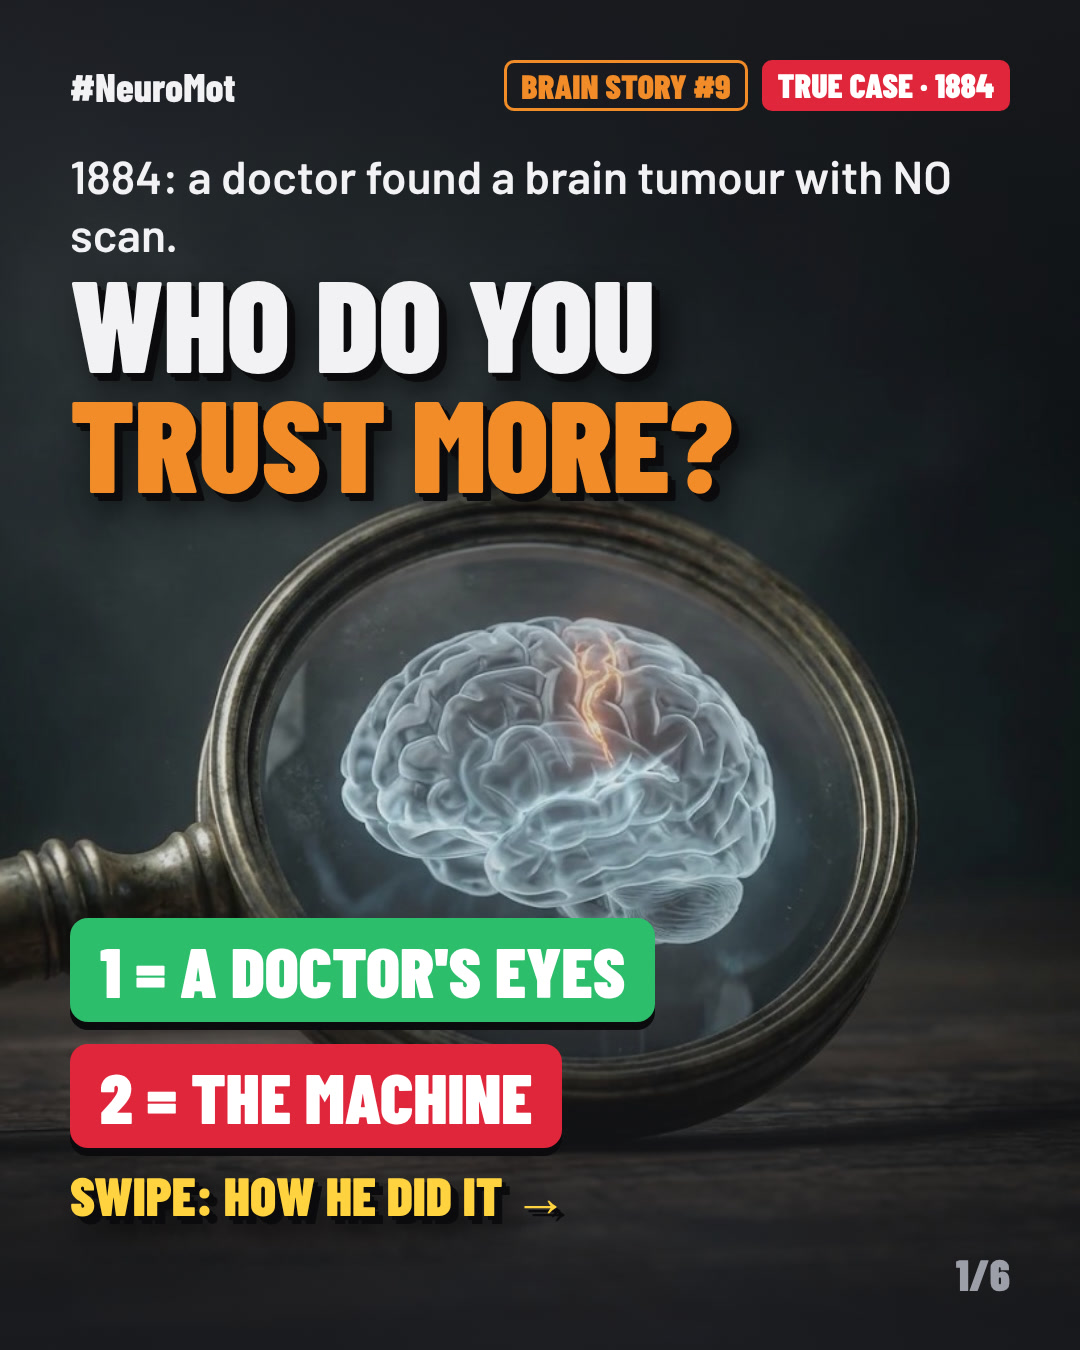 #NeuroMot
BRAIN STORY #9
TRUE CASE · 1884
1884: a doctor found a brain tumour with NO
scan.
WHO DO YOU
TRUST MORE?
1 = A DOCTOR'S EYES
2 = THE MACHINE
SWIPE: HOW HE DID IT →
1/6